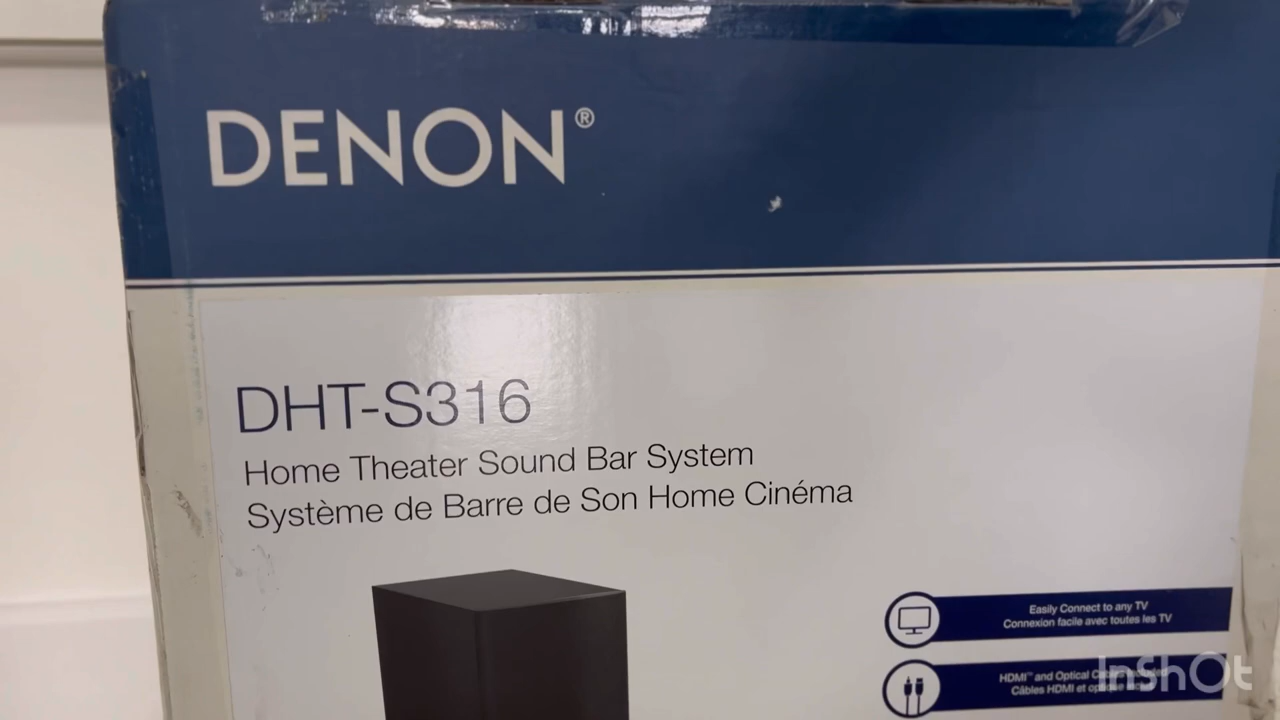 DENON®
DHT-S316
Home Theater Sound Bar System
Système de Barre de Son Home Cinéma
Easily Connect to any TV
Connexion facile avec toutes les TV
HDMI™ and Optical
Câbles HDMI et
InShOt